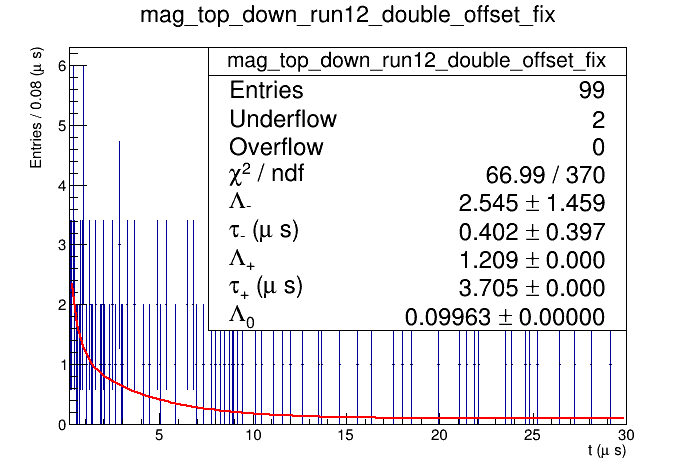 mag_top_down_run12_double_offset_fix
mag_top_down_run12_double_offset_fix
Entries 99
Underflow 2
Overflow 0
χ² / ndf 66.99 / 370
Λ₋ 2.545 ± 1.459
τ₋ (μ s) 0.402 ± 0.397
Λ₊ 1.209 ± 0.000
τ₊ (μ s) 3.705 ± 0.000
Λ₀ 0.09963 ± 0.00000
Entries / 0.08 (μ s)
6
5
4
3
2
1
0
5 10 15 20 25 30
t (μ s)